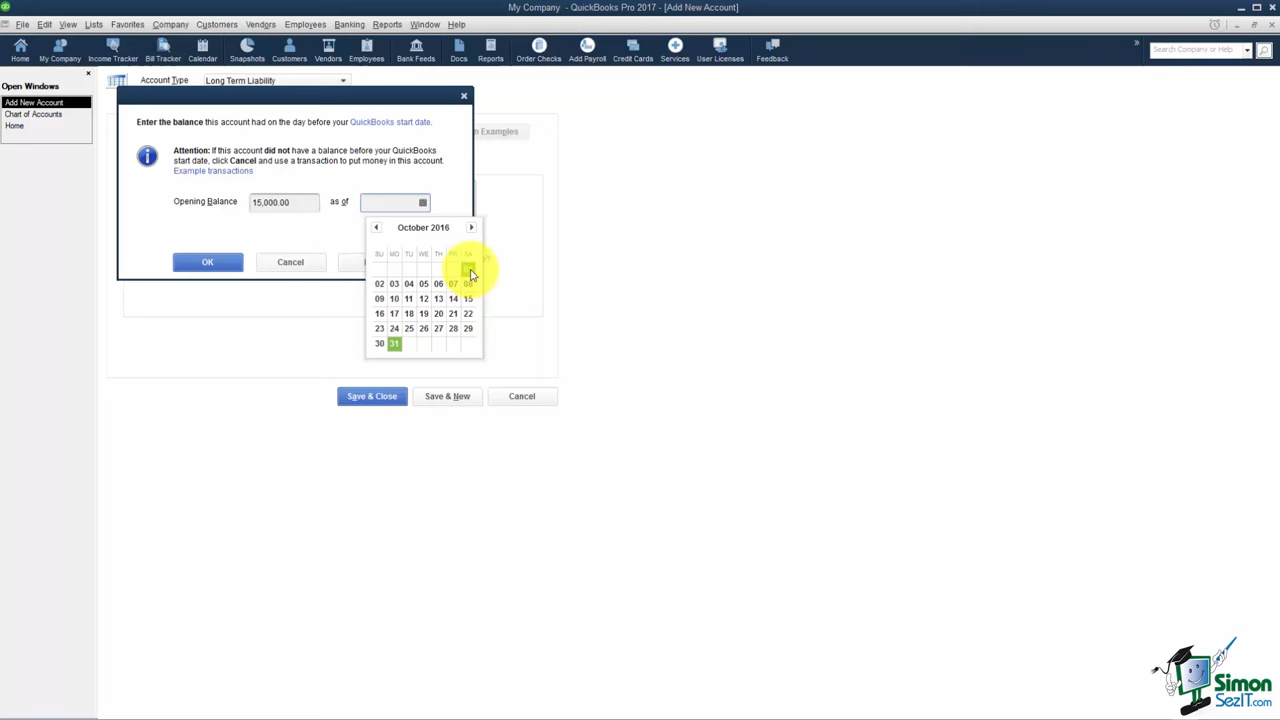 My Company - QuickBooks Pro 2017 - [Add New Account]
File Edit View Lists Favorites Company Customers Vendors Employees Banking Reports Window Help
Home My Company Income Tracker Bill Tracker Calendar Snapshots Customers Vendors Employees Bank Feeds Docs Reports Order Checks Add Payroll Credit Cards Services User Licenses Feedback
Search Company or Help
Open Windows
Add New Account
Chart of Accounts
Home
Account Type Long Term Liability
Enter the balance this account had on the day before your QuickBooks start date.
Examples
Attention: If this account did not have a balance before your QuickBooks
start date, click Cancel and use a transaction to put money in this account.
Example transactions
Opening Balance 15,000.00 as of
October 2016
SU MO TU WE TH FR SA
02 03 04 05 06 07 08
09 10 11 12 13 14 15
16 17 18 19 20 21 22
23 24 25 26 27 28 29
30 31
OK Cancel
Save & Close Save & New Cancel
Simon
SezIT.com